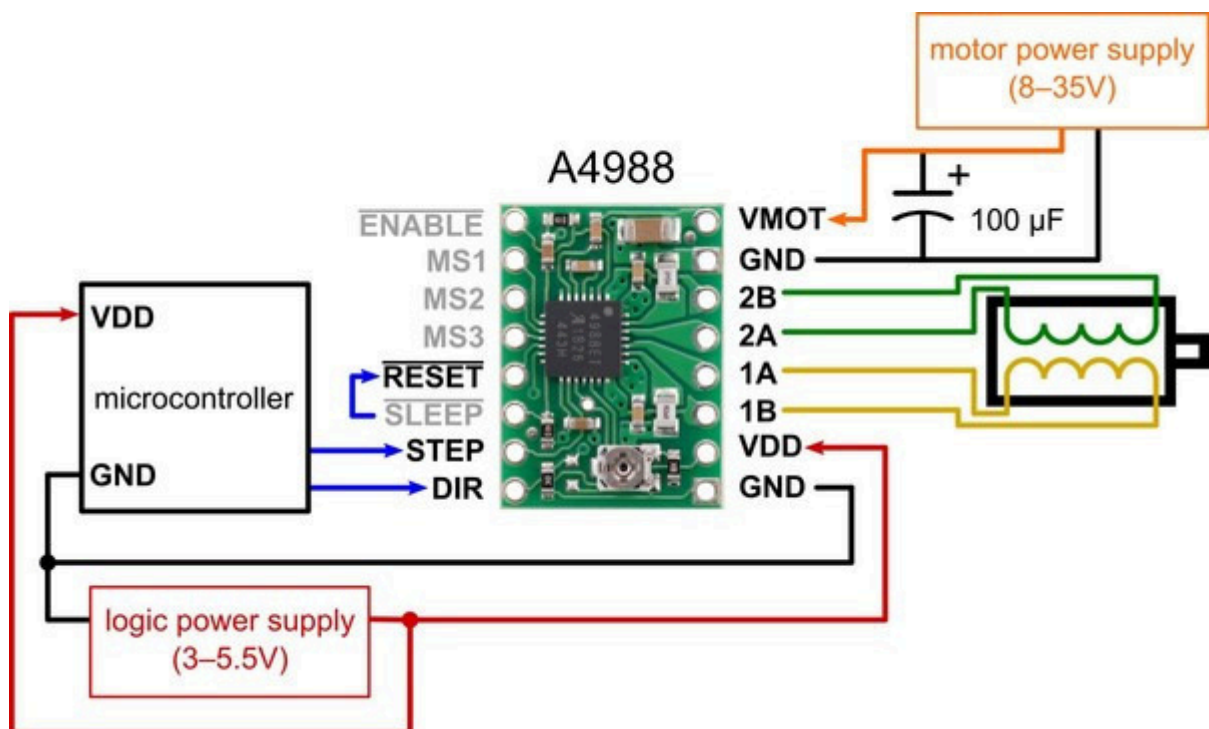 motor power supply
(8–35V)
A4988
ENABLE
MS1
MS2
MS3
RESET
SLEEP
STEP
DIR
VMOT
GND
2B
2A
1A
1B
VDD
GND
+
100 µF
VDD
microcontroller
GND
logic power supply
(3–5.5V)